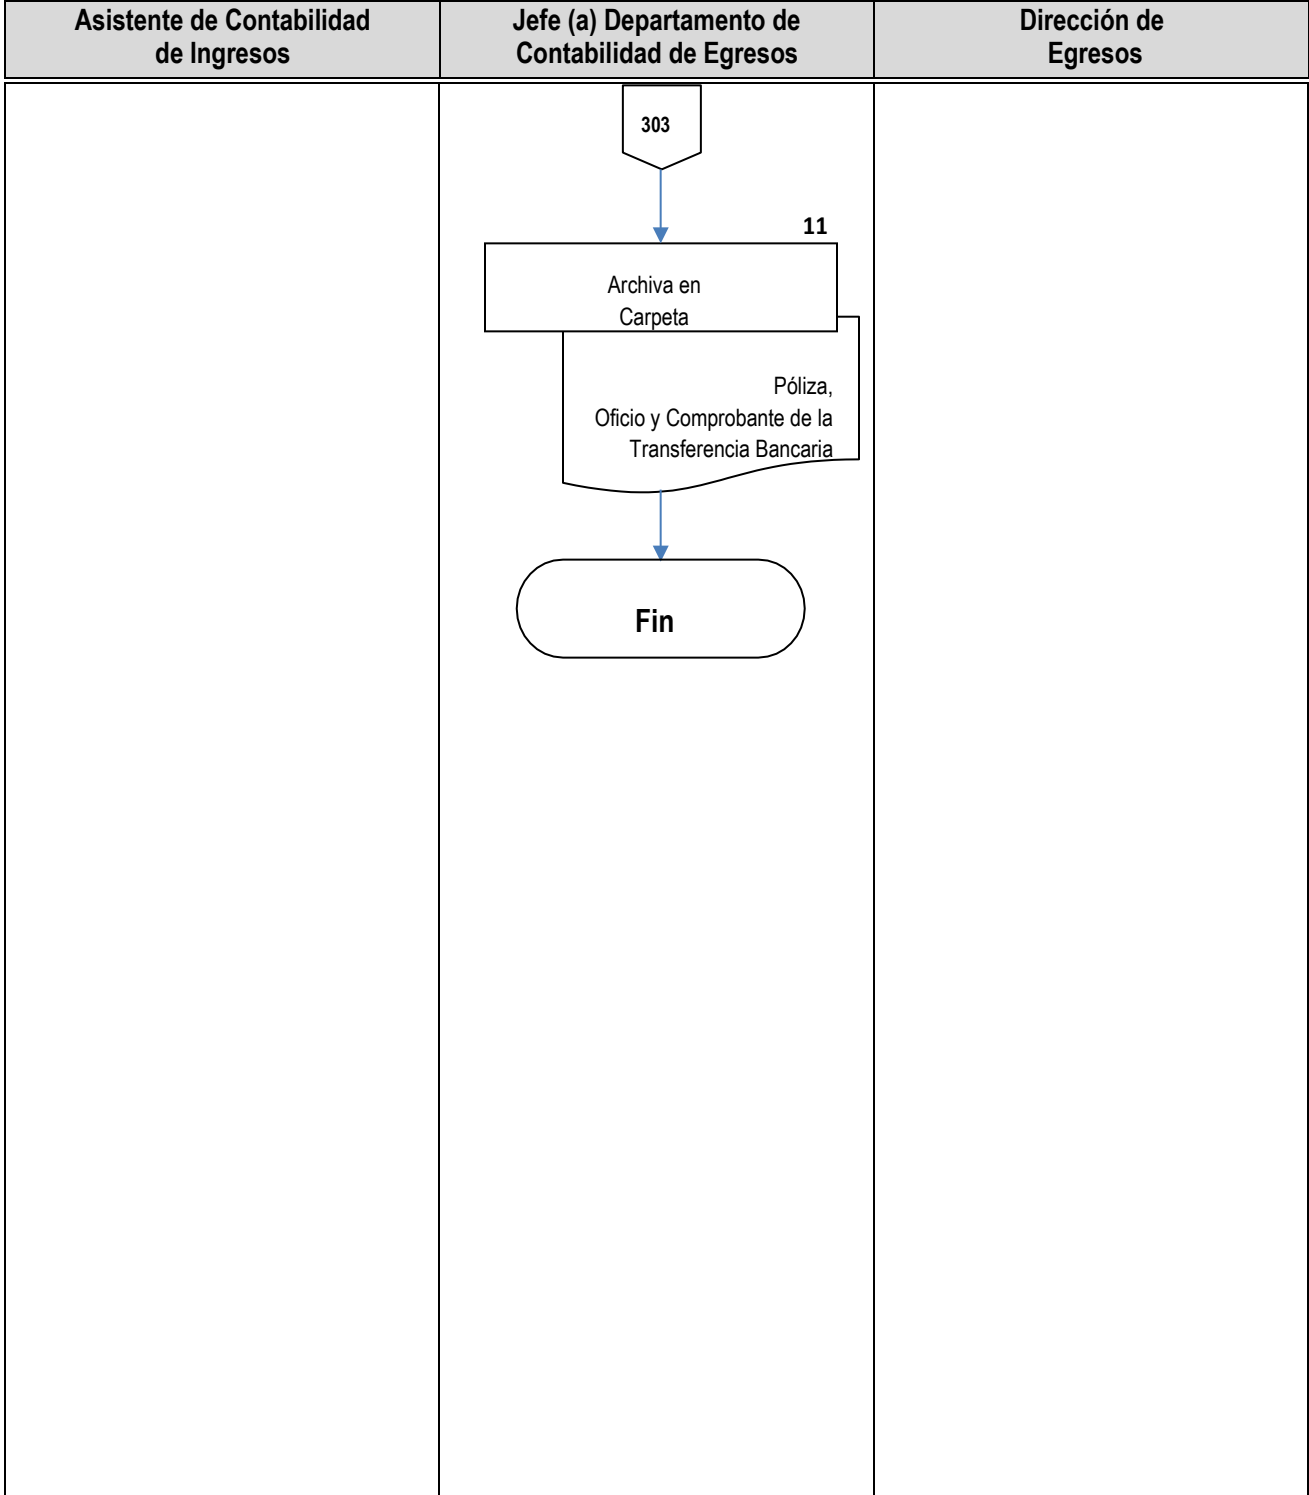 Asistente de Contabilidad
de Ingresos
Jefe (a) Departamento de
Contabilidad de Egresos
Dirección de
Egresos
303
11
Archiva en
Carpeta
Póliza,
Oficio y Comprobante de la
Transferencia Bancaria
Fin